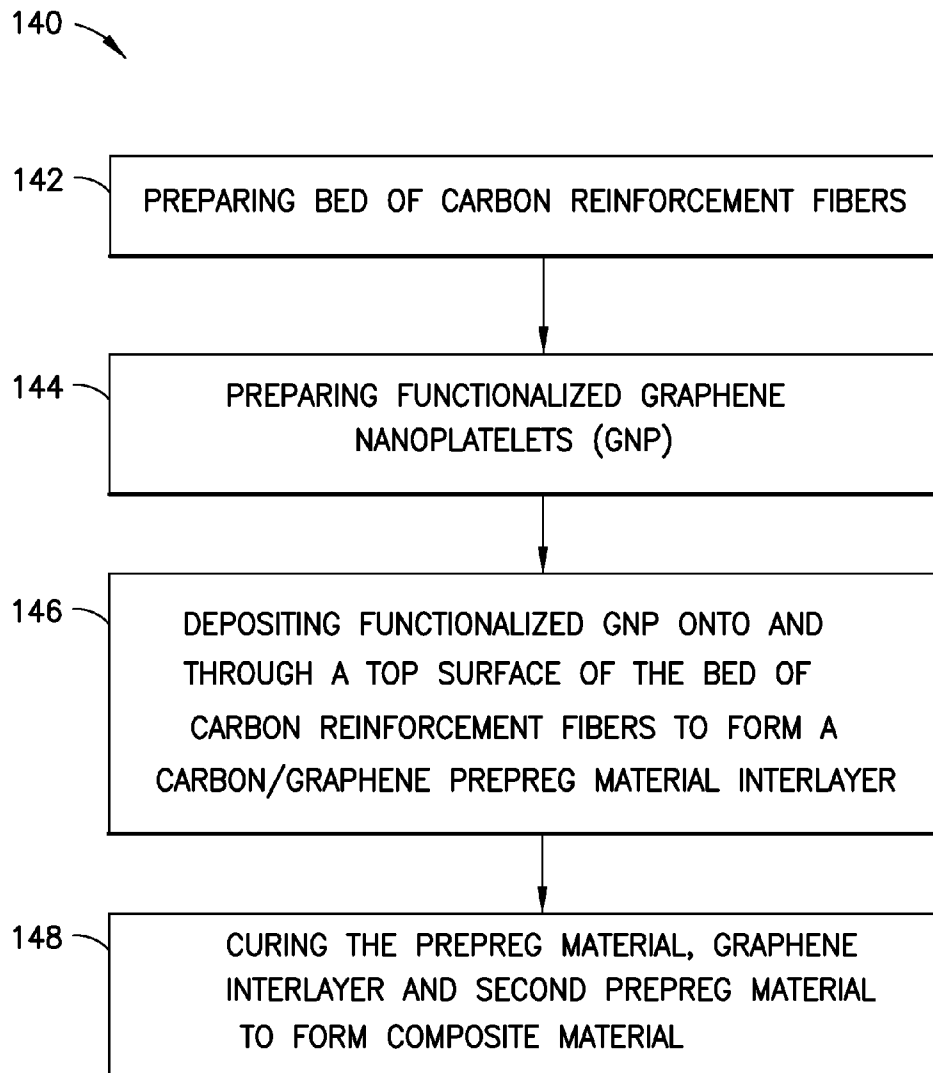 140
142
PREPARING BED OF CARBON REINFORCEMENT FIBERS
144
PREPARING FUNCTIONALIZED GRAPHENE
NANOPLATELETS (GNP)
146
DEPOSITING FUNCTIONALIZED GNP ONTO AND
THROUGH A TOP SURFACE OF THE BED OF
CARBON REINFORCEMENT FIBERS TO FORM A
CARBON/GRAPHENE PREPREG MATERIAL INTERLAYER
148
CURING THE PREPREG MATERIAL, GRAPHENE
INTERLAYER AND SECOND PREPREG MATERIAL
TO FORM COMPOSITE MATERIAL